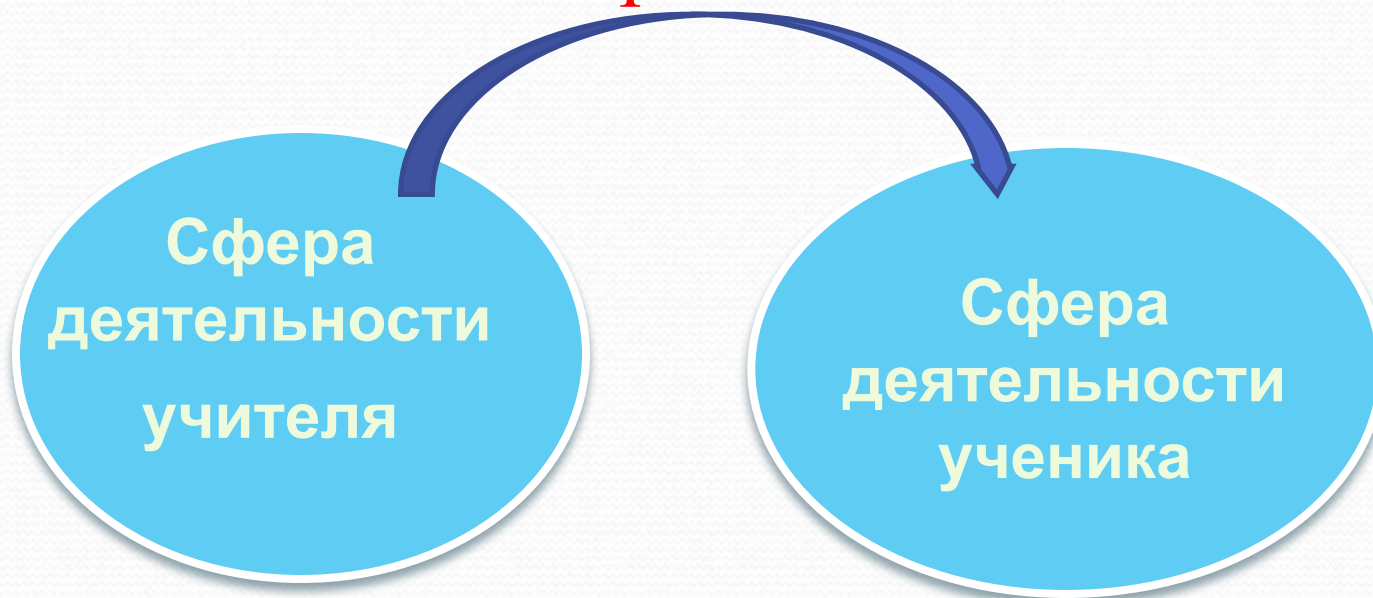 Сфера
деятельности
учителя
Сфера
деятельности
ученика